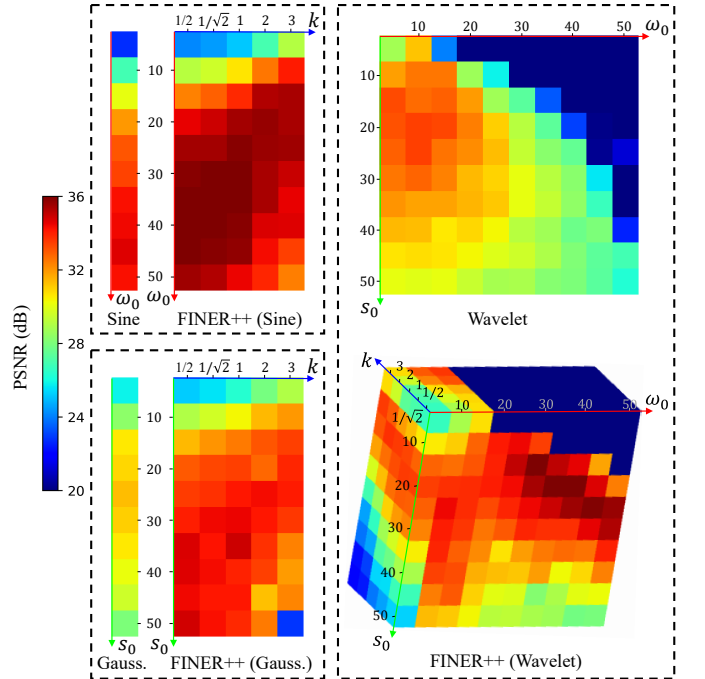 1/2 1/√2 1 2 3 k
10
20
30
40
50
ω₀ ω₀
Sine FINER++ (Sine)
10 20 30 40 50 ω₀
10
20
30
40
50
s₀
Wavelet
PSNR (dB)
36
32
28
24
20
1/2 1/√2 1 2 3 k
10
20
30
40
50
s₀ s₀
Gauss. FINER++ (Gauss.)
k 3 2 1 1/2 1/√2
10 20 30 40 50 ω₀
10
20
30
40
50
s₀
FINER++ (Wavelet)